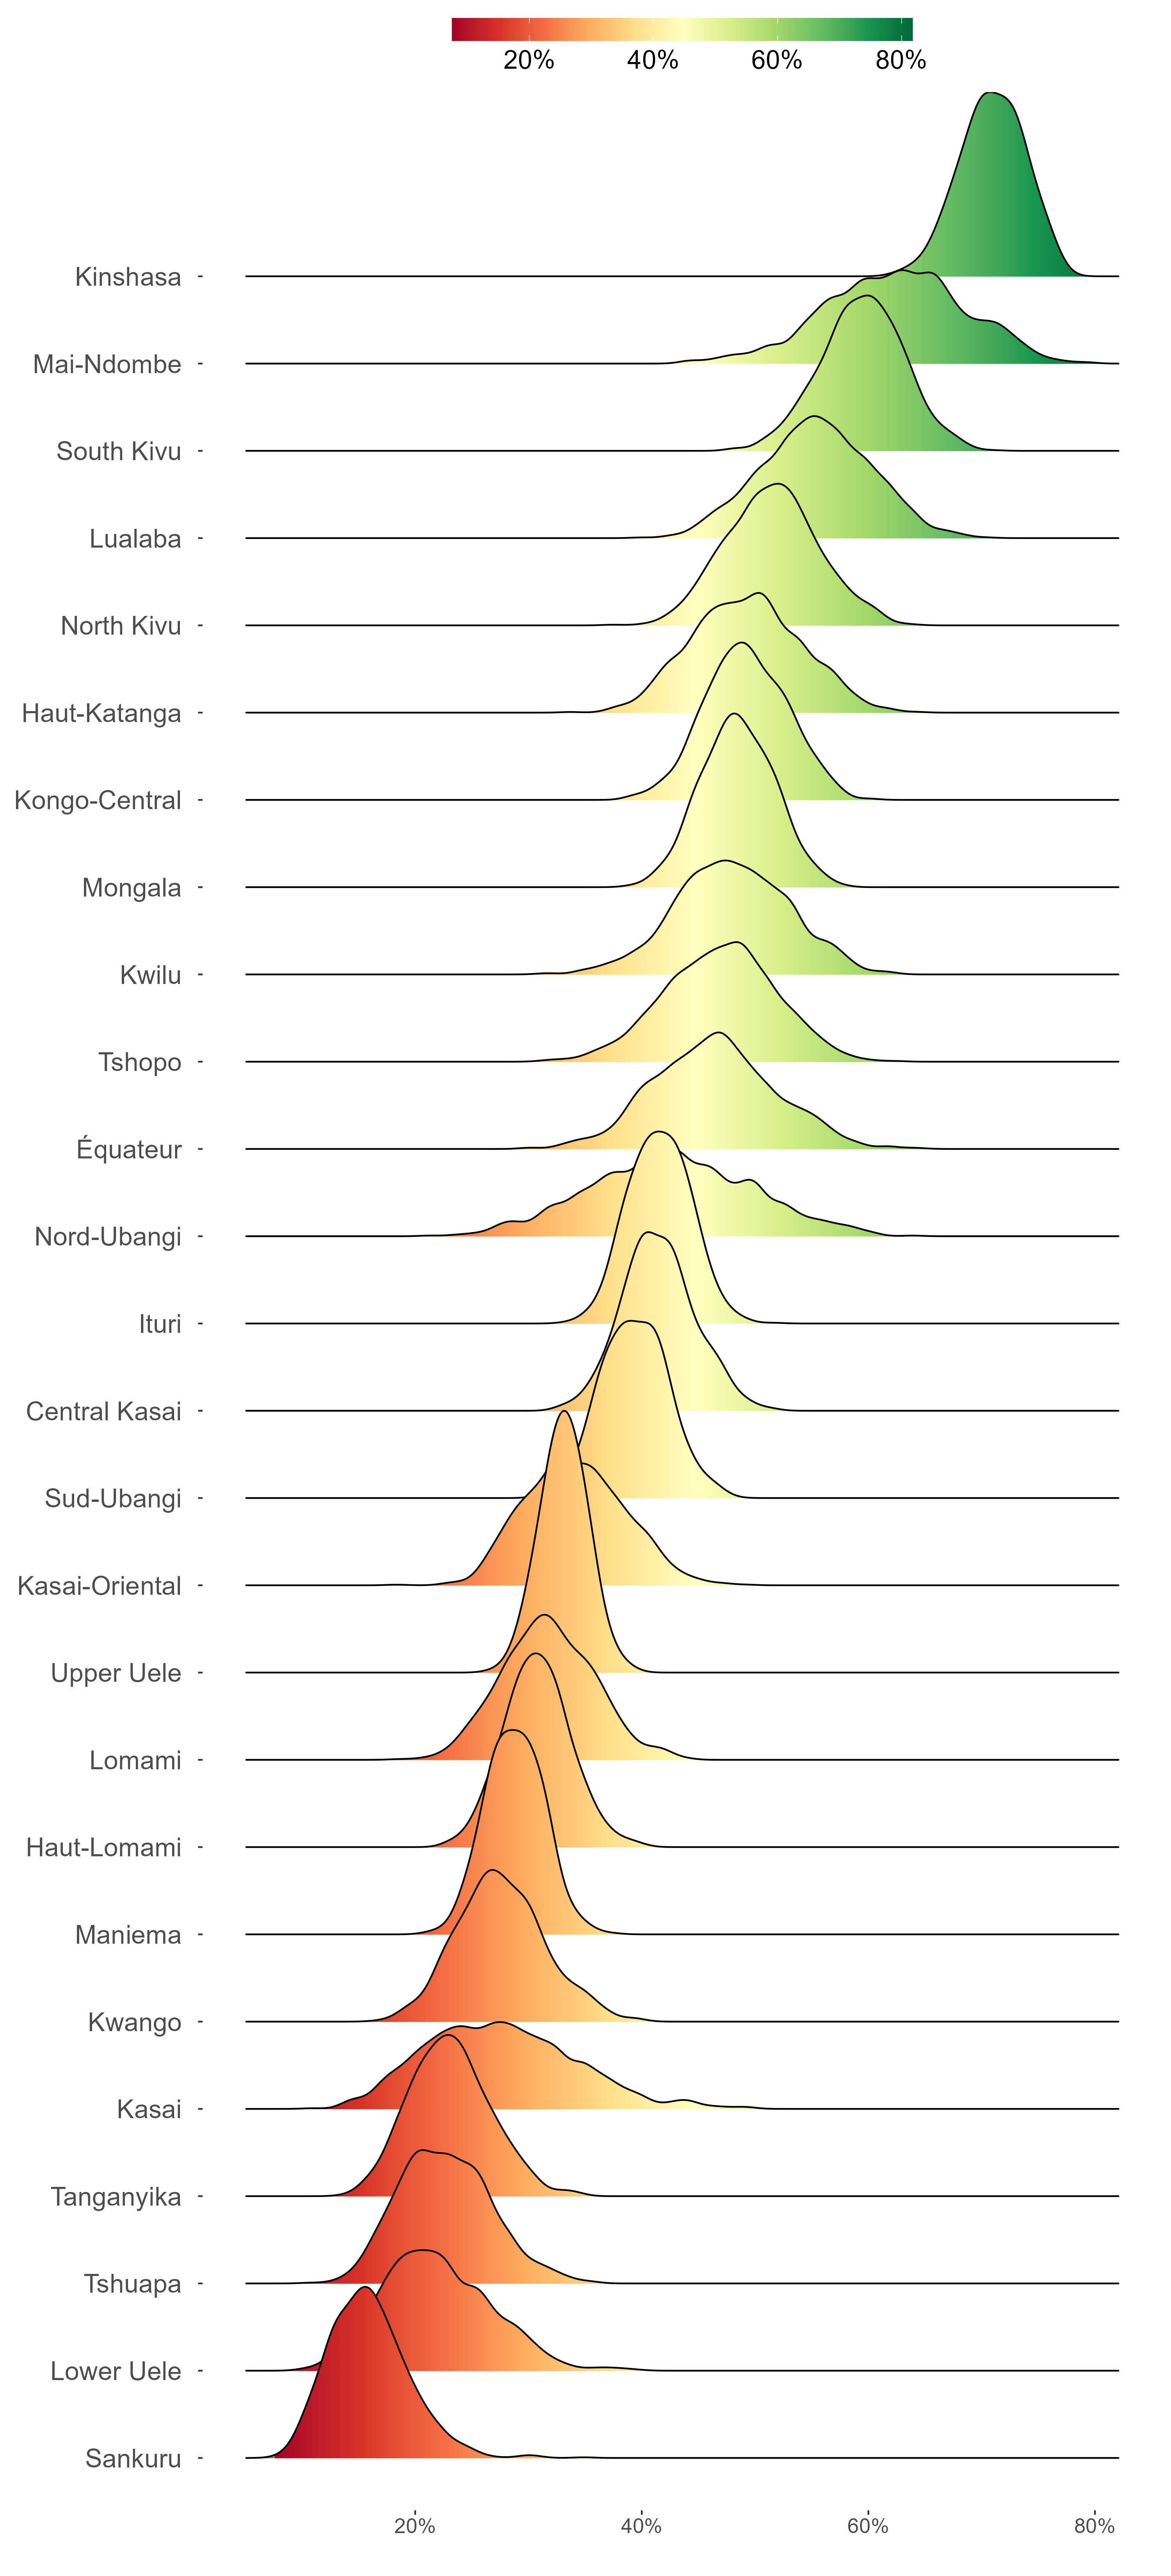 20% 40% 60% 80%
Kinshasa
Mai-Ndombe
South Kivu
Lualaba
North Kivu
Haut-Katanga
Kongo-Central
Mongala
Kwilu
Tshopo
Équateur
Nord-Ubangi
Ituri
Central Kasai
Sud-Ubangi
Kasai-Oriental
Upper Uele
Lomami
Haut-Lomami
Maniema
Kwango
Kasai
Tanganyika
Tshuapa
Lower Uele
Sankuru
20% 40% 60% 80%